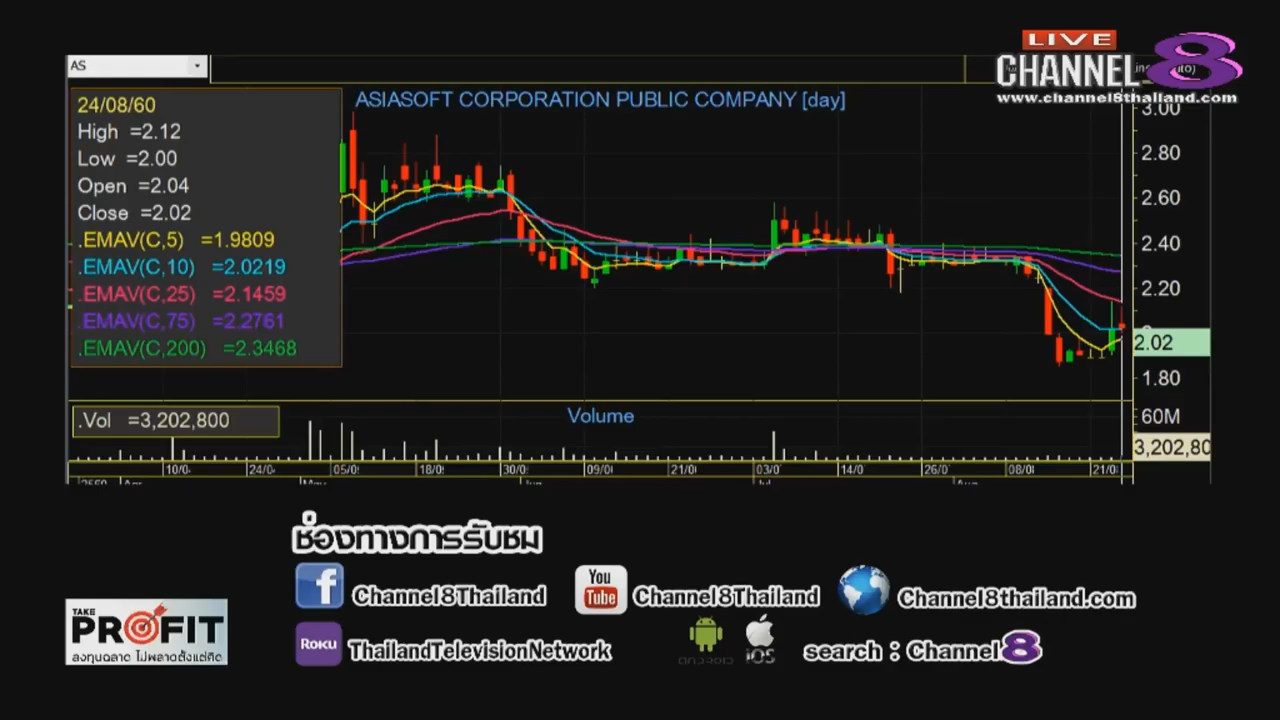 LIVE
CHANNEL 8
www.channel8thailand.com
AS
ASIASOFT CORPORATION PUBLIC COMPANY [day]
24/08/60
High =2.12
Low =2.00
Open =2.04
Close =2.02
.EMAV(C,5) =1.9809
.EMAV(C,10) =2.0219
.EMAV(C,25) =2.1459
.EMAV(C,75) =2.2761
.EMAV(C,200) =2.3468
3.00
2.80
2.60
2.40
2.20
2.02
1.80
.Vol =3,202,800
Volume
60M
3,202,80
10/0 24/0 05/0 18/0 30/0 09/0 21/0 03/0 14/0 26/0 08/0 21/0
ช่องทางการรับชม
f Channel8Thailand
You Tube Channel8Thailand
Channel8thailand.com
TAKE
PROFIT
ลงทุนฉลาด ไม่พลาดตั้งแต่คิด
ROKU ThailandTelevisionNetwork
ANDROID iOS
search : Channel8